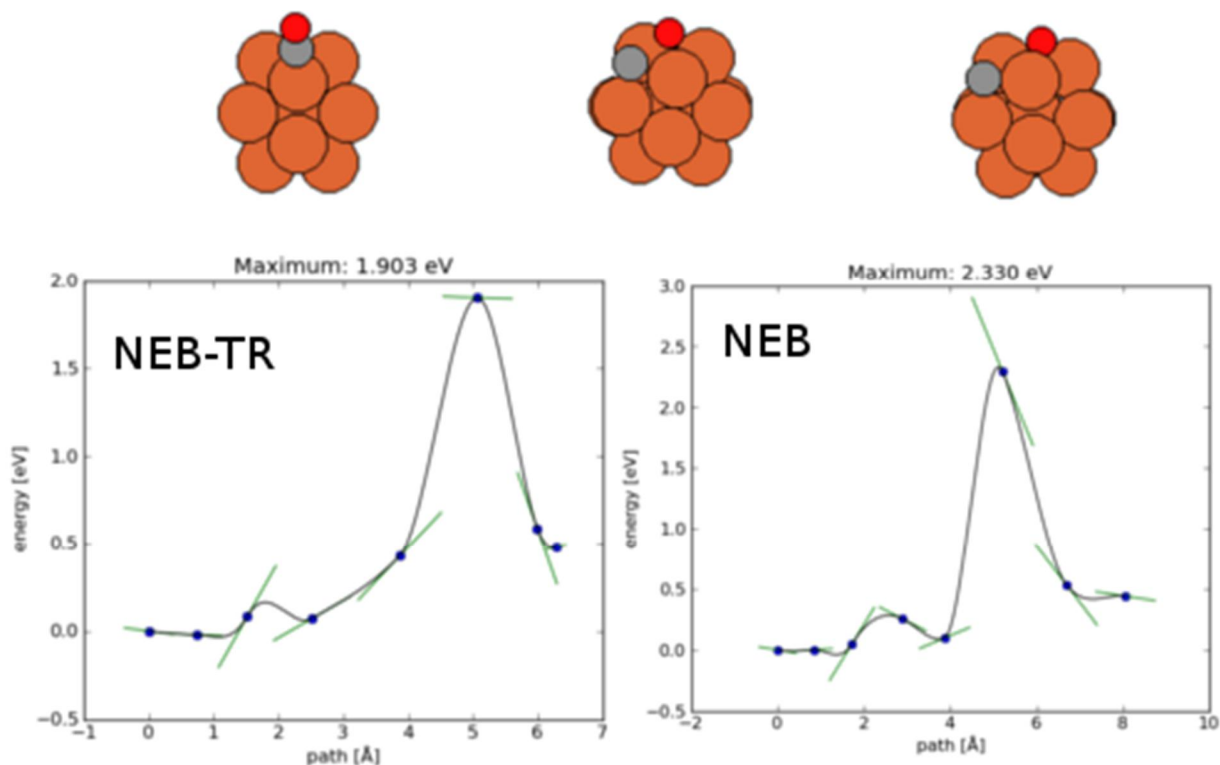 Maximum: 1.903 eV
NEB-TR
energy [eV]
2.0
1.5
1.0
0.5
0.0
−0.5
−1 0 1 2 3 4 5 6 7
path [Å]
Maximum: 2.330 eV
NEB
energy [eV]
3.0
2.5
2.0
1.5
1.0
0.5
0.0
−0.5
−2 0 2 4 6 8 10
path [Å]